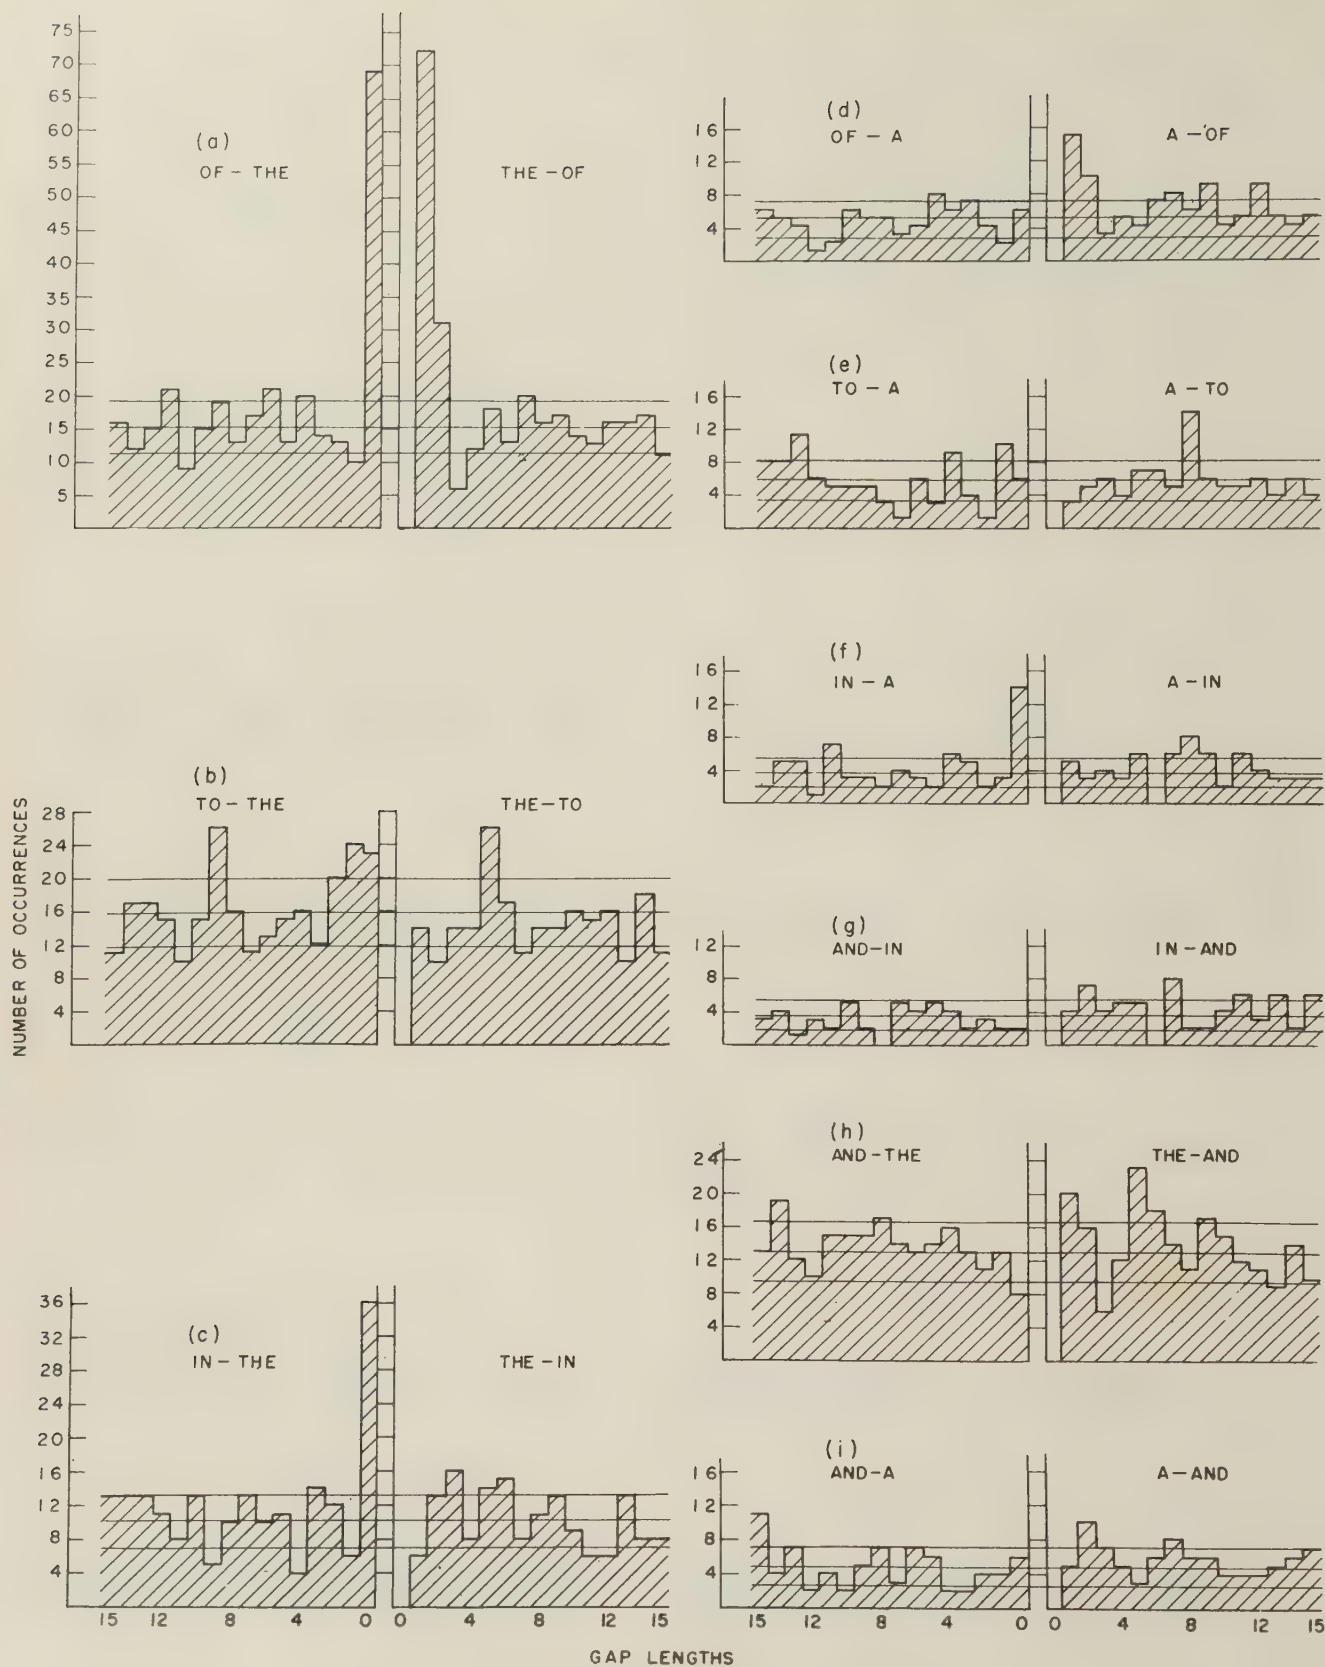 75
70
65
60
55
50
45
40
35
30
25
20
15
10
5
(a)
OF - THE
THE - OF
(b)
TO - THE
THE - TO
28
24
20
16
12
8
4
(c)
IN - THE
THE - IN
36
32
28
24
20
16
12
8
4
15 12 8 4 0 0 4 8 12 15
(d)
OF - A
A - OF
16
12
8
4
(e)
TO - A
A - TO
16
12
8
4
(f)
IN - A
A - IN
16
12
8
4
(g)
AND - IN
IN - AND
12
8
4
(h)
AND - THE
THE - AND
24
20
16
12
8
4
(i)
AND - A
A - AND
16
12
8
4
15 12 8 4 0 0 4 8 12 15
NUMBER OF OCCURRENCES
GAP LENGTHS